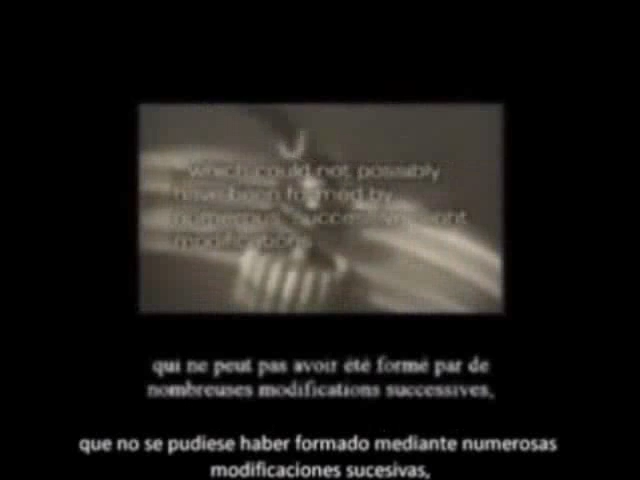 which could not possibly
have been formed by
numerous, successive, slight
modifications
qui ne peut pas avoir été formé par de
nombreuses modifications successives,
que no se pudiese haber formado mediante numerosas
modificaciones sucesivas,